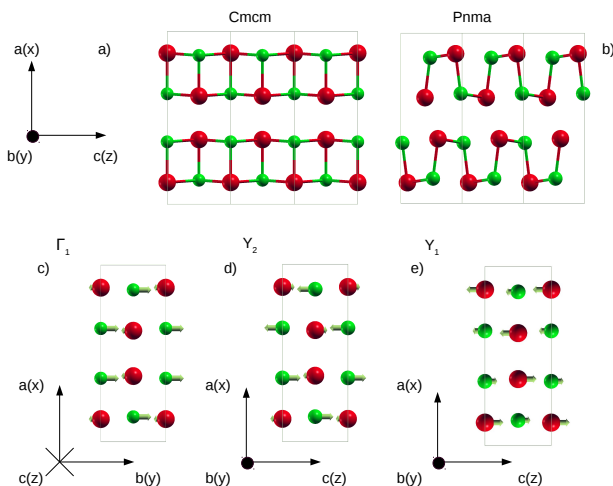 Cmcm Pnma
a(x) a) b)
b(y) c(z)
Γ1 Y2 Y1
c) d) e)
a(x) a(x) a(x)
c(z) b(y) b(y) c(z) b(y) c(z)